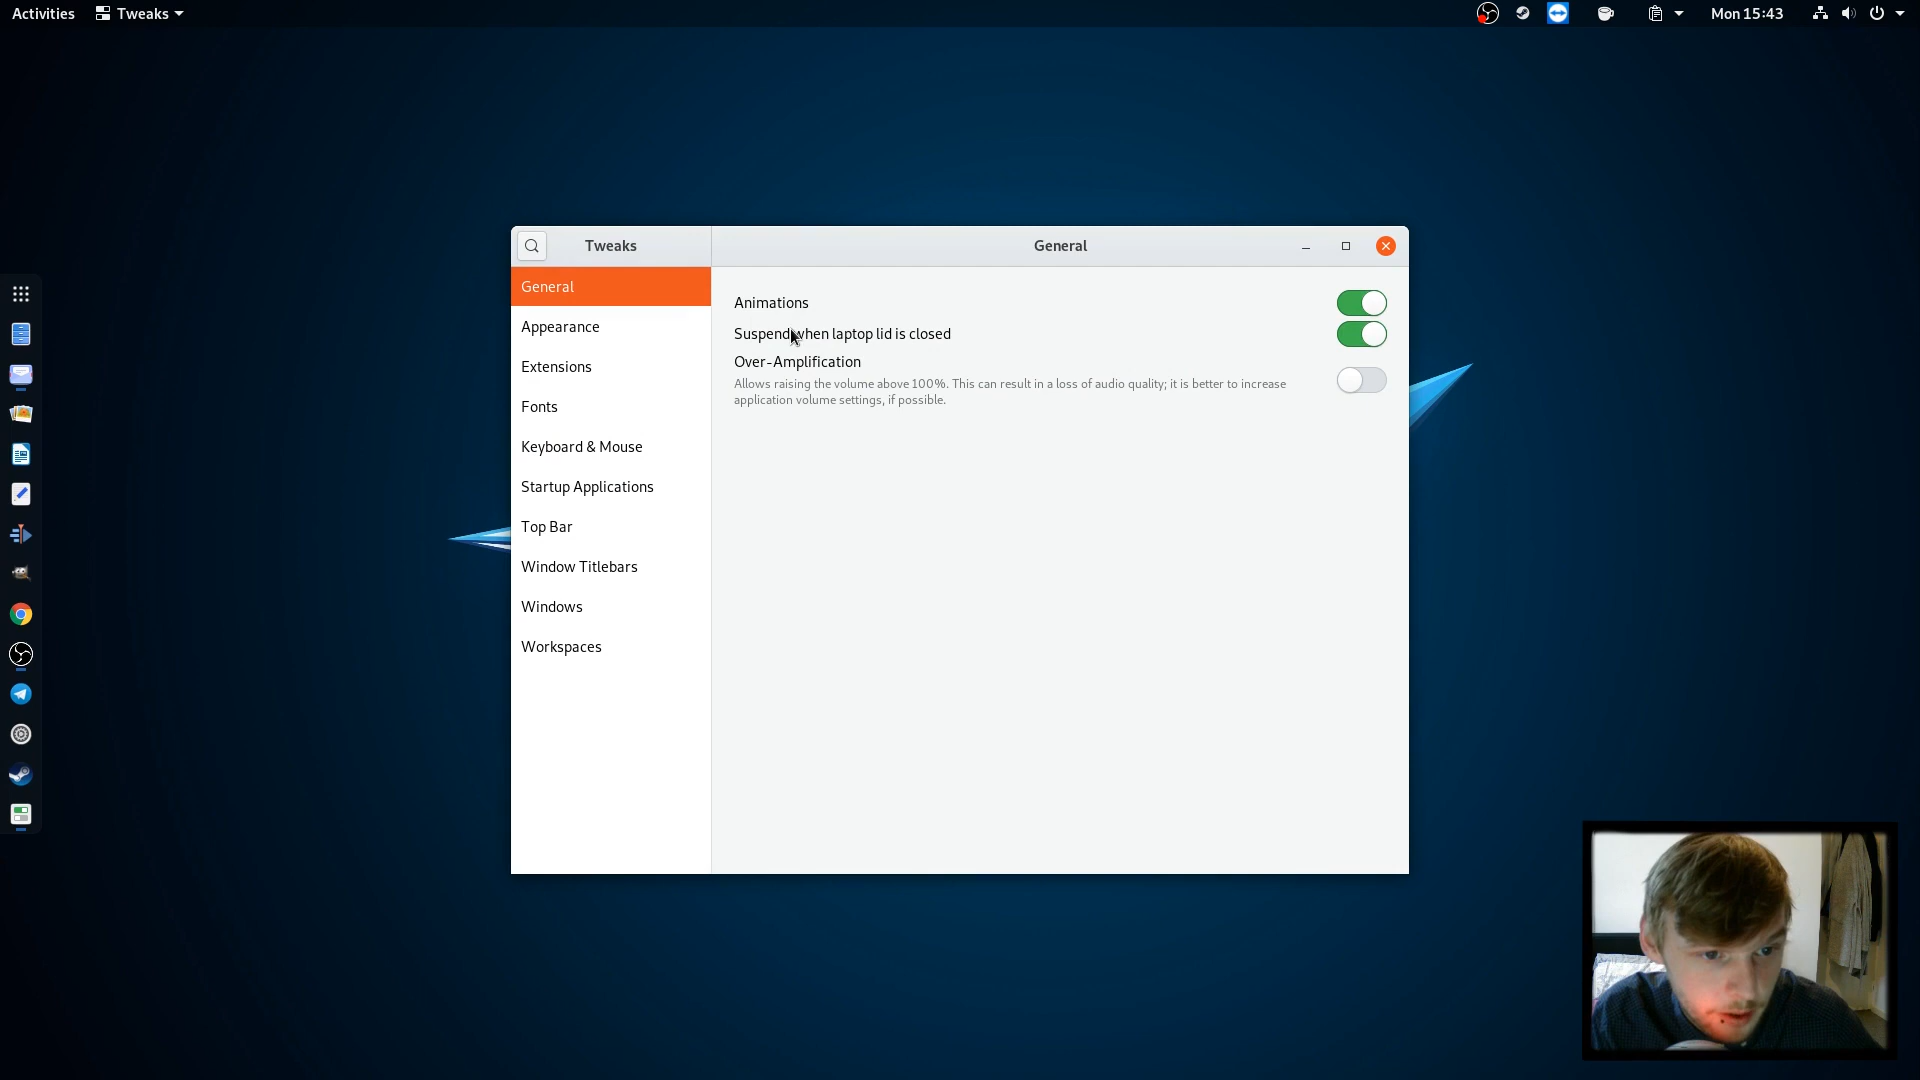 Activities
Tweaks
Mon 15:43
Tweaks
General
General
Appearance
Extensions
Fonts
Keyboard & Mouse
Startup Applications
Top Bar
Window Titlebars
Windows
Workspaces
Animations
Suspend when laptop lid is closed
Over-Amplification
Allows raising the volume above 100%. This can result in a loss of audio quality; it is better to increase
application volume settings, if possible.